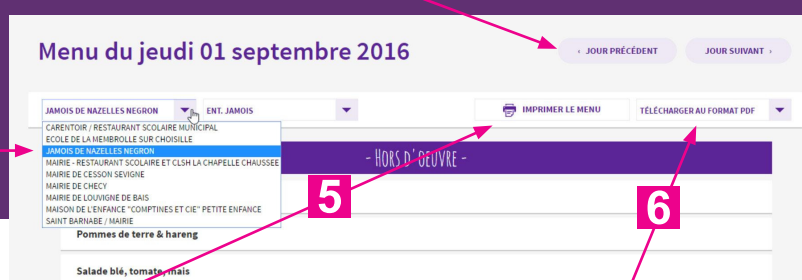 Menu du jeudi 01 septembre 2016
‹ JOUR PRÉCÉDENT
JOUR SUIVANT ›
JAMOIS DE NAZELLES NEGRON
ENT. JAMOIS
IMPRIMER LE MENU
TÉLÉCHARGER AU FORMAT PDF
CARENTOIR / RESTAURANT SCOLAIRE MUNICIPAL
ECOLE DE LA MEMBROLLE SUR CHOISILLE
JAMOIS DE NAZELLES NEGRON
MAIRIE - RESTAURANT SCOLAIRE ET CLSH LA CHAPELLE CHAUSSEE
MAIRIE DE CESSON SEVIGNE
MAIRIE DE CHECY
MAIRIE DE LOUVIGNE DE BAIS
MAISON DE L'ENFANCE "COMPTINES ET CIE" PETITE ENFANCE
SAINT BARNABE / MAIRIE
- HORS D'OEUVRE -
5
6
Pommes de terre & hareng
Salade blé, tomate, mais